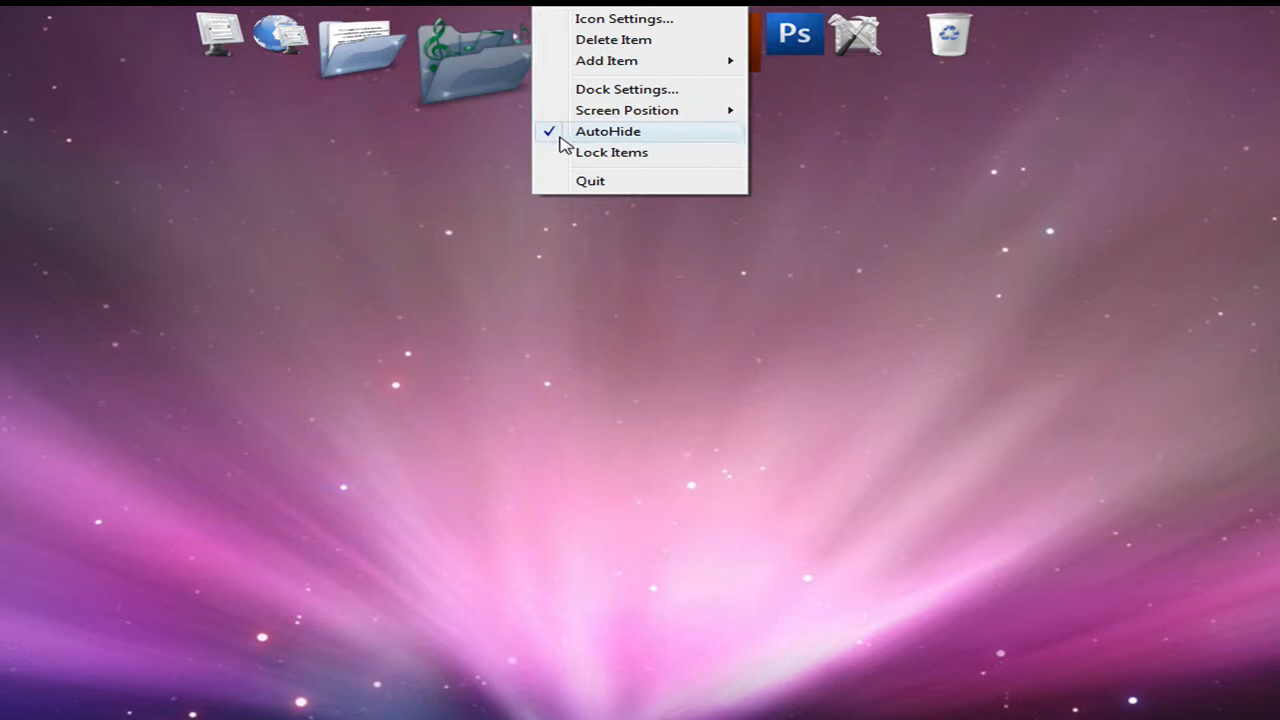 Icon Settings...
Delete Item
Add Item
Ps
Dock Settings...
Screen Position
AutoHide
Lock Items
Quit